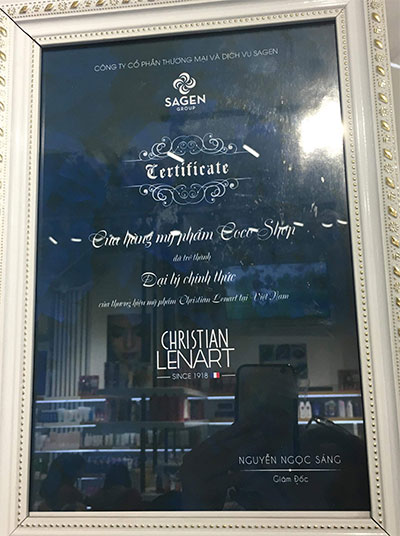 CÔNG TY CỔ PHẦN THƯƠNG MẠI VÀ DỊCH VỤ SAGEN
SAGEN
GROUP
Certificate
Cửa hàng mỹ phẩm Coco Shop
đã trở thành
Đại lý chính thức
của thương hiệu mỹ phẩm Christian Lenart tại Việt Nam
CHRISTIAN
LENART
SINCE 1918
NGUYỄN NGỌC SÁNG
Giám Đốc